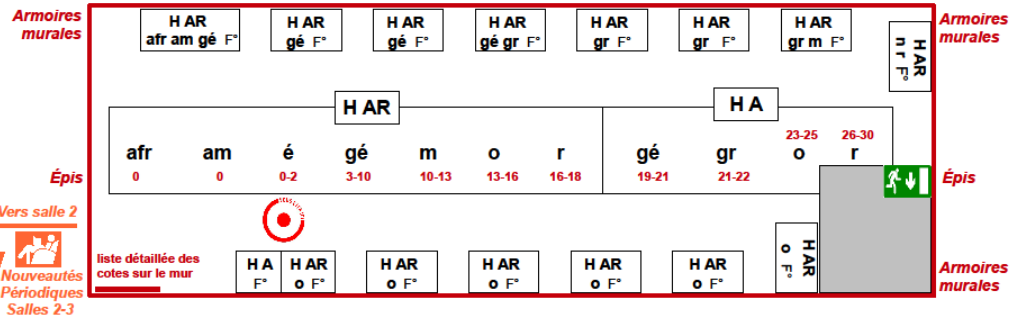 Armoires
murales
H AR
afr am gé F°
H AR
gé F°
H AR
gé F°
H AR
gé gr F°
H AR
gr F°
H AR
gr F°
H AR
gr m F°
H AR
n r F°
Armoires
murales
H AR
H A
afr am é gé m o r gé gr o r
0 0 0-2 3-10 10-13 13-16 16-18 19-21 21-22 23-25 26-30
Épis
Épis
Vers salle 2
Nouveautés
Périodiques
Salles 2-3
liste détaillée des
cotes sur le mur
H A
F°
H AR
o F°
H AR
o F°
H AR
o F°
H AR
o F°
H AR
o F°
H AR
o F°
Armoires
murales